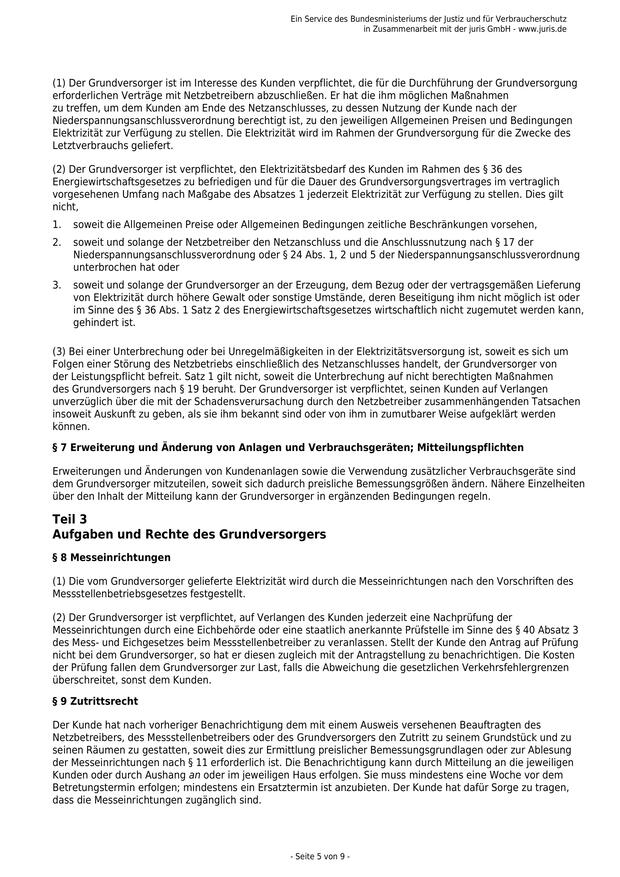 Ein Service des Bundesministeriums der Justiz und für Verbraucherschutz
in Zusammenarbeit mit der juris GmbH - www.juris.de
(1) Der Grundversorger ist im Interesse des Kunden verpflichtet, die für die Durchführung der Grundversorgung
erforderlichen Verträge mit Netzbetreibern abzuschließen. Er hat die ihm möglichen Maßnahmen
zu treffen, um dem Kunden am Ende des Netzanschlusses, zu dessen Nutzung der Kunde nach der
Niederspannungsanschlussverordnung berechtigt ist, zu den jeweiligen Allgemeinen Preisen und Bedingungen
Elektrizität zur Verfügung zu stellen. Die Elektrizität wird im Rahmen der Grundversorgung für die Zwecke des
Letztverbrauchs geliefert.
(2) Der Grundversorger ist verpflichtet, den Elektrizitätsbedarf des Kunden im Rahmen des § 36 des
Energiewirtschaftsgesetzes zu befriedigen und für die Dauer des Grundversorgungsvertrages im vertraglich
vorgesehenen Umfang nach Maßgabe des Absatzes 1 jederzeit Elektrizität zur Verfügung zu stellen. Dies gilt
nicht,
1. soweit die Allgemeinen Preise oder Allgemeinen Bedingungen zeitliche Beschränkungen vorsehen,
2. soweit und solange der Netzbetreiber den Netzanschluss und die Anschlussnutzung nach § 17 der
Niederspannungsanschlussverordnung oder § 24 Abs. 1, 2 und 5 der Niederspannungsanschlussverordnung
unterbrochen hat oder
3. soweit und solange der Grundversorger an der Erzeugung, dem Bezug oder der vertragsgemäßen Lieferung
von Elektrizität durch höhere Gewalt oder sonstige Umstände, deren Beseitigung ihm nicht möglich ist oder
im Sinne des § 36 Abs. 1 Satz 2 des Energiewirtschaftsgesetzes wirtschaftlich nicht zugemutet werden kann,
gehindert ist.
(3) Bei einer Unterbrechung oder bei Unregelmäßigkeiten in der Elektrizitätsversorgung ist, soweit es sich um
Folgen einer Störung des Netzbetriebs einschließlich des Netzanschlusses handelt, der Grundversorger von
der Leistungspflicht befreit. Satz 1 gilt nicht, soweit die Unterbrechung auf nicht berechtigten Maßnahmen
des Grundversorgers nach § 19 beruht. Der Grundversorger ist verpflichtet, seinen Kunden auf Verlangen
unverzüglich über die mit der Schadensverursachung durch den Netzbetreiber zusammenhängenden Tatsachen
insoweit Auskunft zu geben, als sie ihm bekannt sind oder von ihm in zumutbarer Weise aufgeklärt werden
können.
§ 7 Erweiterung und Änderung von Anlagen und Verbrauchsgeräten; Mitteilungspflichten
Erweiterungen und Änderungen von Kundenanlagen sowie die Verwendung zusätzlicher Verbrauchsgeräte sind
dem Grundversorger mitzuteilen, soweit sich dadurch preisliche Bemessungsgrößen ändern. Nähere Einzelheiten
über den Inhalt der Mitteilung kann der Grundversorger in ergänzenden Bedingungen regeln.
Teil 3
Aufgaben und Rechte des Grundversorgers
§ 8 Messeinrichtungen
(1) Die vom Grundversorger gelieferte Elektrizität wird durch die Messeinrichtungen nach den Vorschriften des
Messstellenbetriebsgesetzes festgestellt.
(2) Der Grundversorger ist verpflichtet, auf Verlangen des Kunden jederzeit eine Nachprüfung der
Messeinrichtungen durch eine Eichbehörde oder eine staatlich anerkannte Prüfstelle im Sinne des § 40 Absatz 3
des Mess- und Eichgesetzes beim Messstellenbetreiber zu veranlassen. Stellt der Kunde den Antrag auf Prüfung
nicht bei dem Grundversorger, so hat er diesen zugleich mit der Antragstellung zu benachrichtigen. Die Kosten
der Prüfung fallen dem Grundversorger zur Last, falls die Abweichung die gesetzlichen Verkehrsfehlergrenzen
überschreitet, sonst dem Kunden.
§ 9 Zutrittsrecht
Der Kunde hat nach vorheriger Benachrichtigung dem mit einem Ausweis versehenen Beauftragten des
Netzbetreibers, des Messstellenbetreibers oder des Grundversorgers den Zutritt zu seinem Grundstück und zu
seinen Räumen zu gestatten, soweit dies zur Ermittlung preislicher Bemessungsgrundlagen oder zur Ablesung
der Messeinrichtungen nach § 11 erforderlich ist. Die Benachrichtigung kann durch Mitteilung an die jeweiligen
Kunden oder durch Aushang an oder im jeweiligen Haus erfolgen. Sie muss mindestens eine Woche vor dem
Betretungstermin erfolgen; mindestens ein Ersatztermin ist anzubieten. Der Kunde hat dafür Sorge zu tragen,
dass die Messeinrichtungen zugänglich sind.
- Seite 5 von 9 -